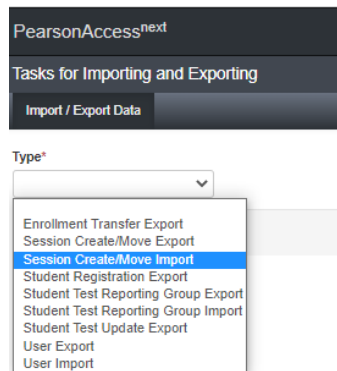 PearsonAccessnext
Tasks for Importing and Exporting
Import / Export Data
Type*
Enrollment Transfer Export
Session Create/Move Export
Session Create/Move Import
Student Registration Export
Student Test Reporting Group Export
Student Test Reporting Group Import
Student Test Update Export
User Export
User Import